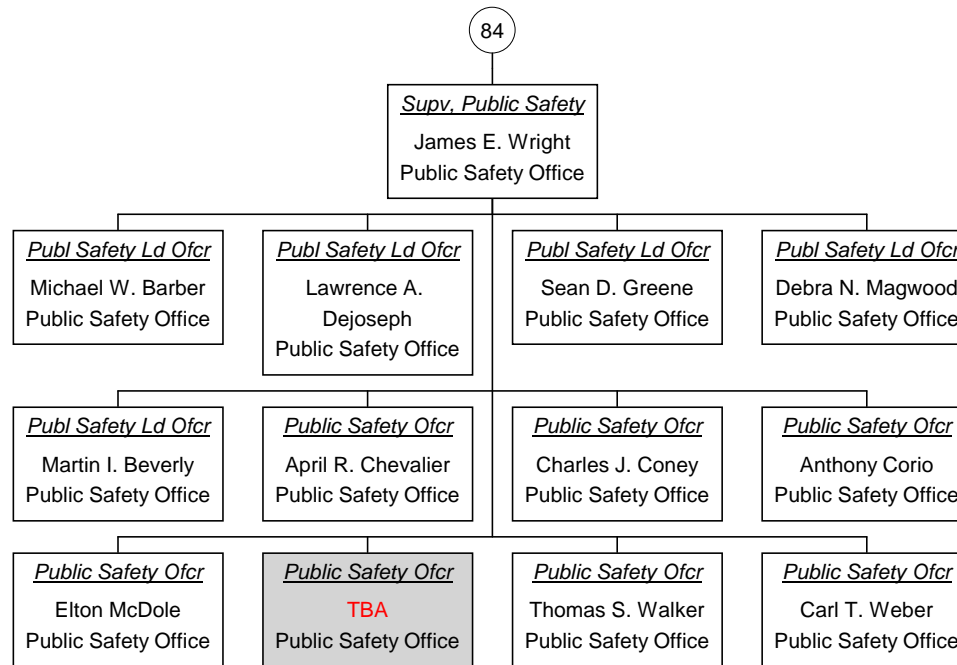 84
Supv, Public Safety
James E. Wright
Public Safety Office
Publ Safety Ld Ofcr
Michael W. Barber
Public Safety Office
Publ Safety Ld Ofcr
Lawrence A.
Dejoseph
Public Safety Office
Publ Safety Ld Ofcr
Sean D. Greene
Public Safety Office
Publ Safety Ld Ofcr
Debra N. Magwood
Public Safety Office
Publ Safety Ld Ofcr
Martin I. Beverly
Public Safety Office
Public Safety Ofcr
April R. Chevalier
Public Safety Office
Public Safety Ofcr
Charles J. Coney
Public Safety Office
Public Safety Ofcr
Anthony Corio
Public Safety Office
Public Safety Ofcr
Elton McDole
Public Safety Office
Public Safety Ofcr
TBA
Public Safety Office
Public Safety Ofcr
Thomas S. Walker
Public Safety Office
Public Safety Ofcr
Carl T. Weber
Public Safety Office